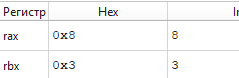 Регистр Hex I
rax 0x8 8
rbx 0x3 3